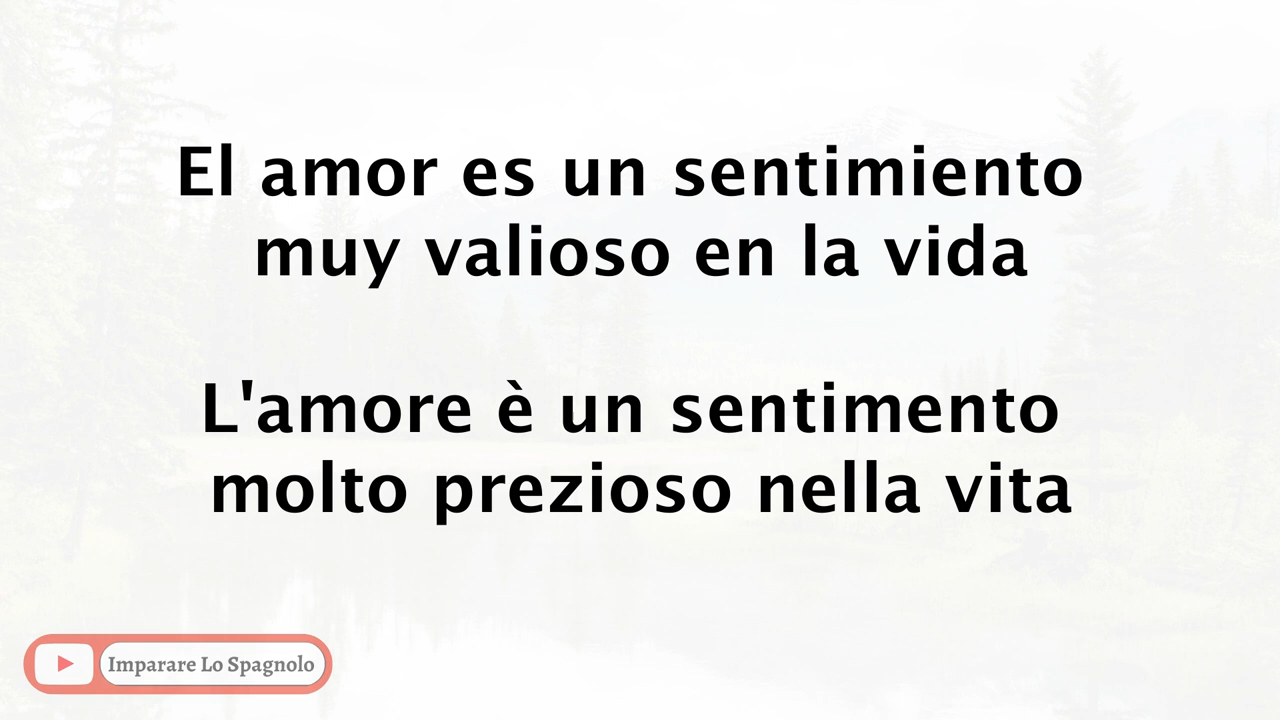 El amor es un sentimiento
muy valioso en la vida
L'amore è un sentimento
molto prezioso nella vita
Imparare Lo Spagnolo